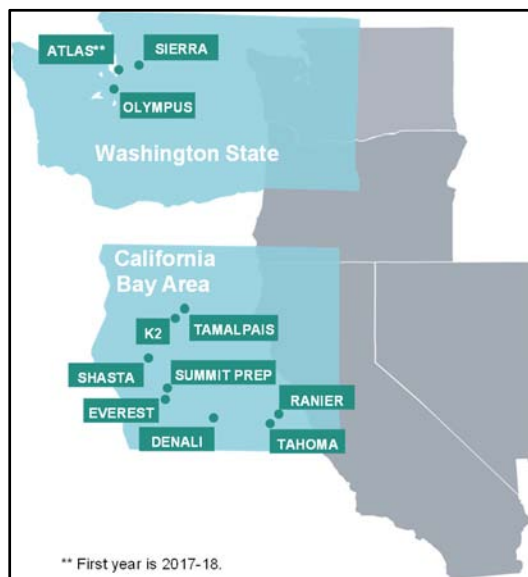 ATLAS**
SIERRA
OLYMPUS
Washington State
California
Bay Area
TAMALPAIS
K2
SHASTA
SUMMIT PREP
EVEREST
RANIER
DENALI
TAHOMA
** First year is 2017-18.